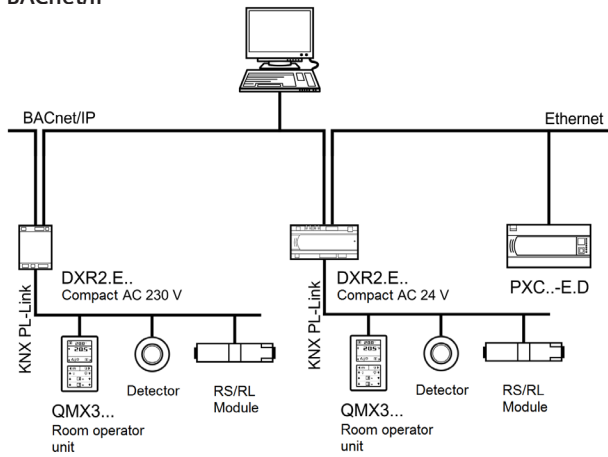 BACnet/IP
BACnet/IP
Ethernet
DXR2.E..
Compact AC 230 V
DXR2.E..
Compact AC 24 V
PXC..-E.D
KNX PL-Link
KNX PL-Link
Detector
RS/RL
Module
QMX3...
Room operator
unit
Detector
RS/RL
Module
QMX3...
Room operator
unit